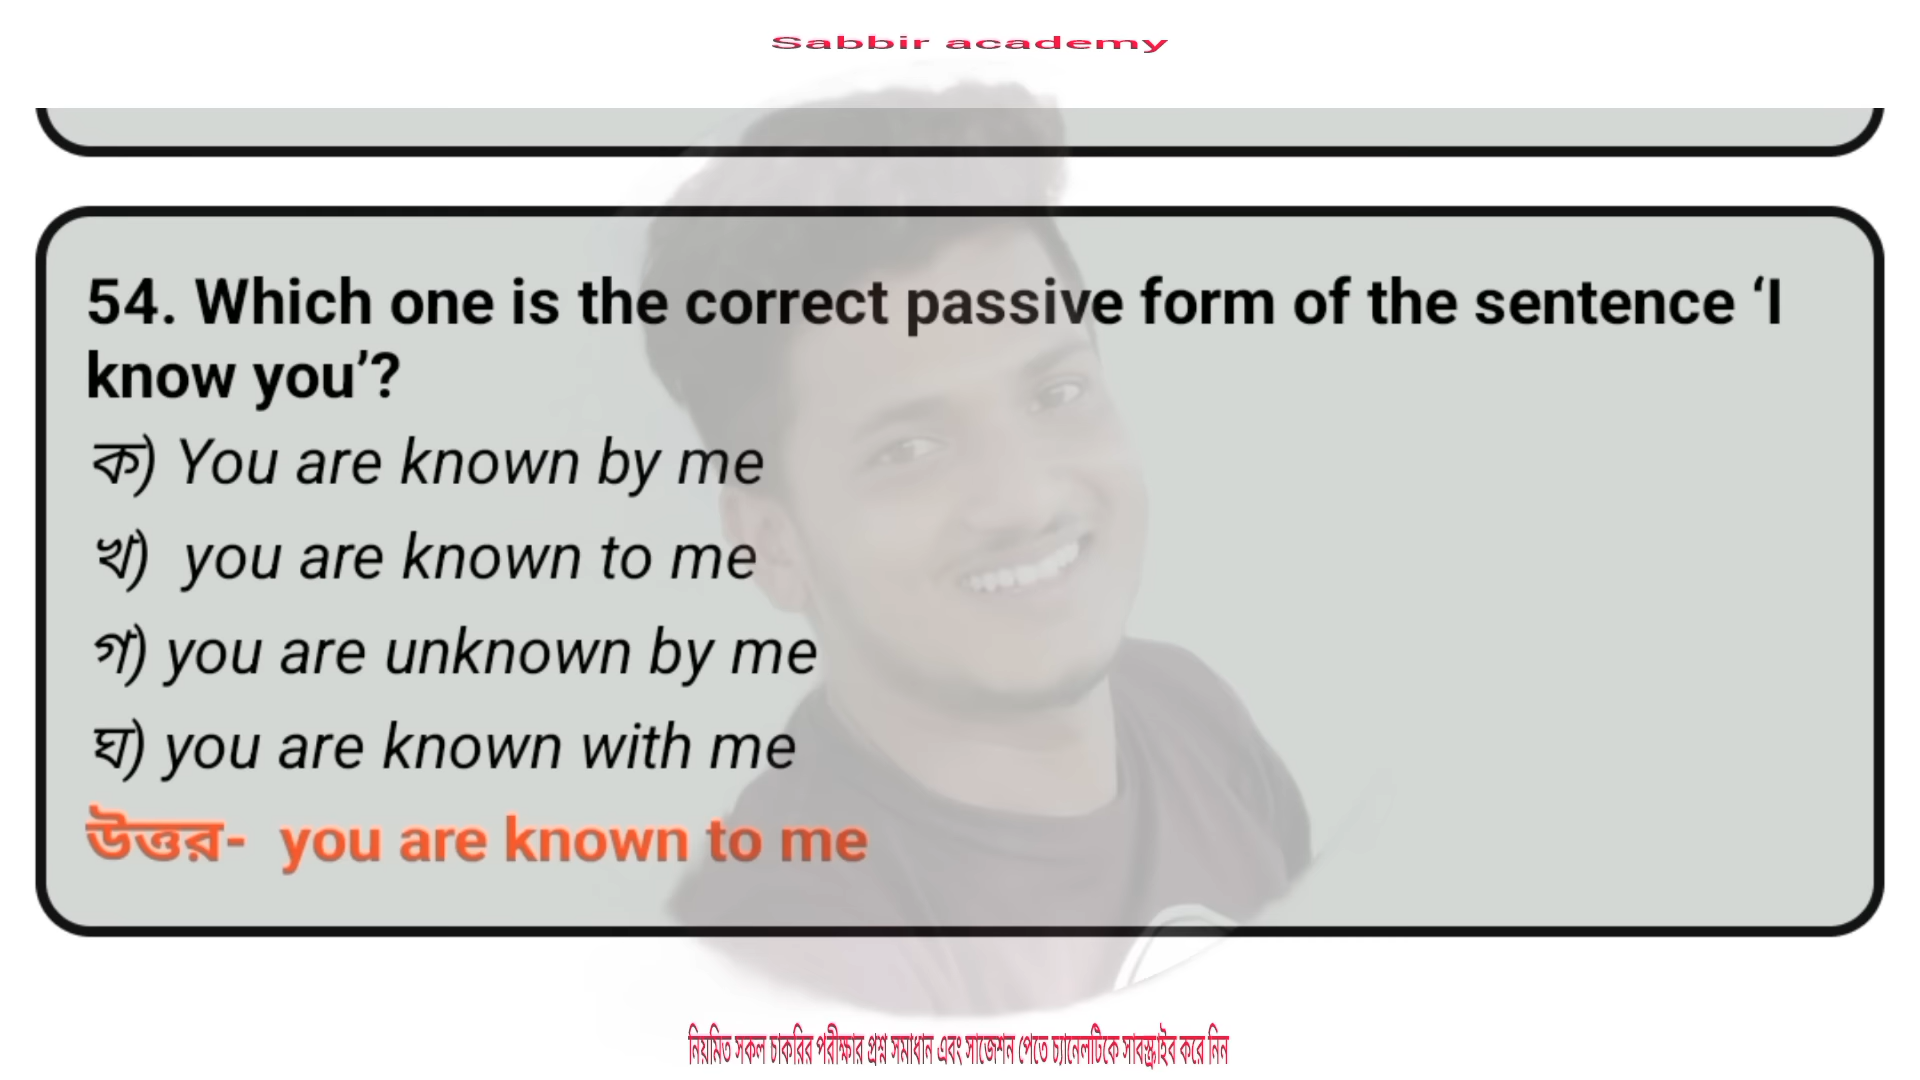 Sabbir academy
54. Which one is the correct passive form of the sentence ‘I
know you’?
ক) You are known by me
খ) you are known to me
গ) you are unknown by me
ঘ) you are known with me
উত্তর- you are known to me
নিয়মিত সকল চাকরির পরীক্ষার প্রশ্ন সমাধান এবং সাজেশন পেতে চ্যানেলটিকে সাবস্ক্রাইব করে নিন